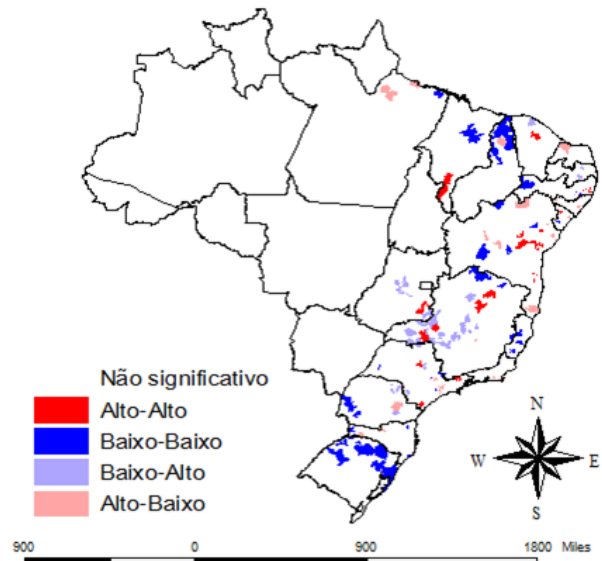 Não significativo
Alto-Alto
Baixo-Baixo
Baixo-Alto
Alto-Baixo
N
W E
S
900 0 900 1800 Miles